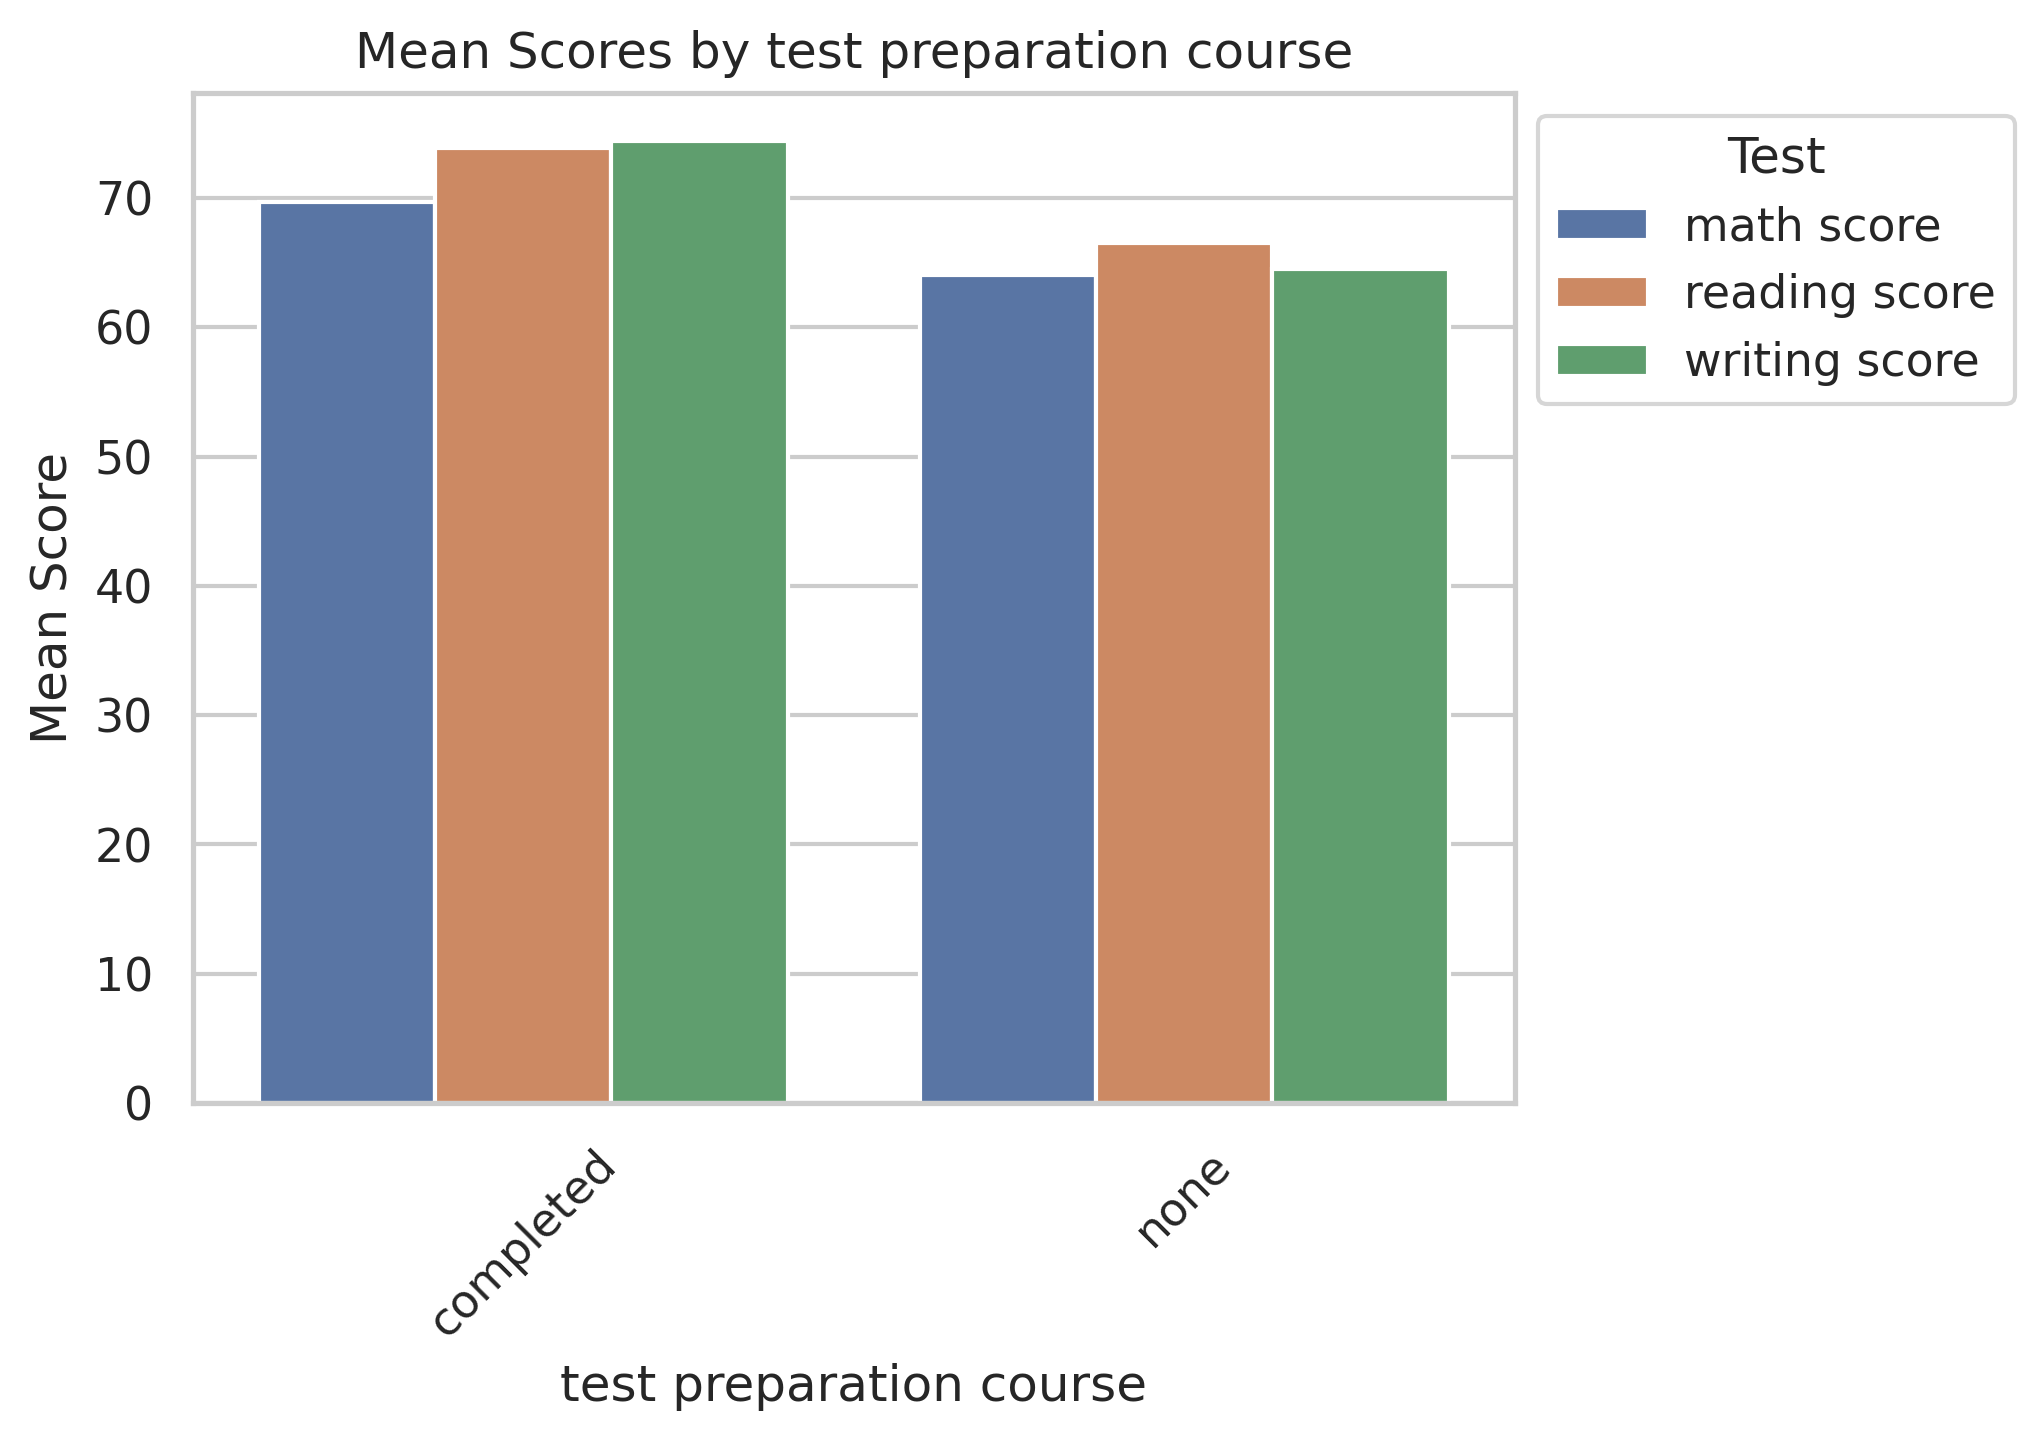 Mean Scores by test preparation course
Test
math score
reading score
writing score
Mean Score
70
60
50
40
30
20
10
0
completed
none
test preparation course